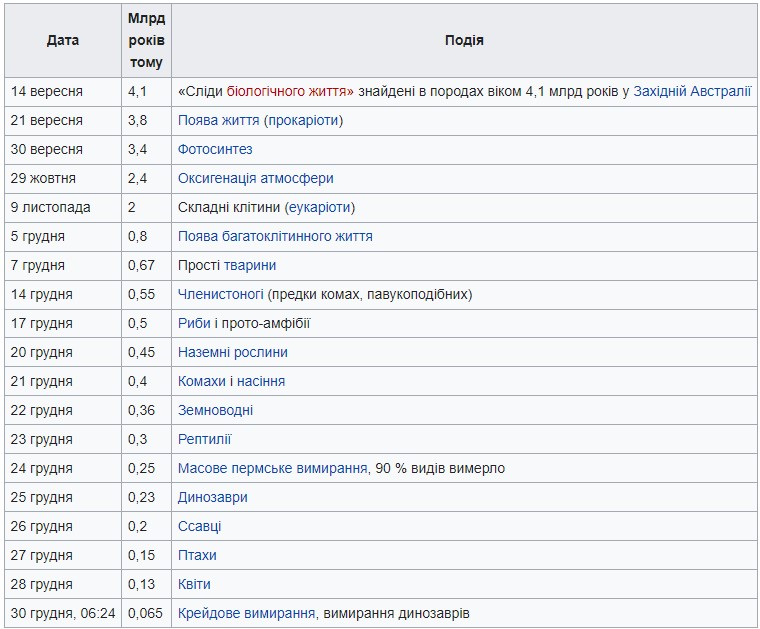 Дата Млрд років тому Подія
14 вересня 4,1 «Сліди біологічного життя» знайдені в породах віком 4,1 млрд років у Західній Австралії
21 вересня 3,8 Поява життя (прокаріоти)
30 вересня 3,4 Фотосинтез
29 жовтня 2,4 Оксигенація атмосфери
9 листопада 2 Складні клітини (еукаріоти)
5 грудня 0,8 Поява багатоклітинного життя
7 грудня 0,67 Прості тварини
14 грудня 0,55 Членистоногі (предки комах, павукоподібних)
17 грудня 0,5 Риби і прото-амфібії
20 грудня 0,45 Наземні рослини
21 грудня 0,4 Комахи і насіння
22 грудня 0,36 Земноводні
23 грудня 0,3 Рептилії
24 грудня 0,25 Масове пермське вимирання, 90 % видів вимерло
25 грудня 0,23 Динозаври
26 грудня 0,2 Ссавці
27 грудня 0,15 Птахи
28 грудня 0,13 Квіти
30 грудня, 06:24 0,065 Крейдове вимирання, вимирання динозаврів